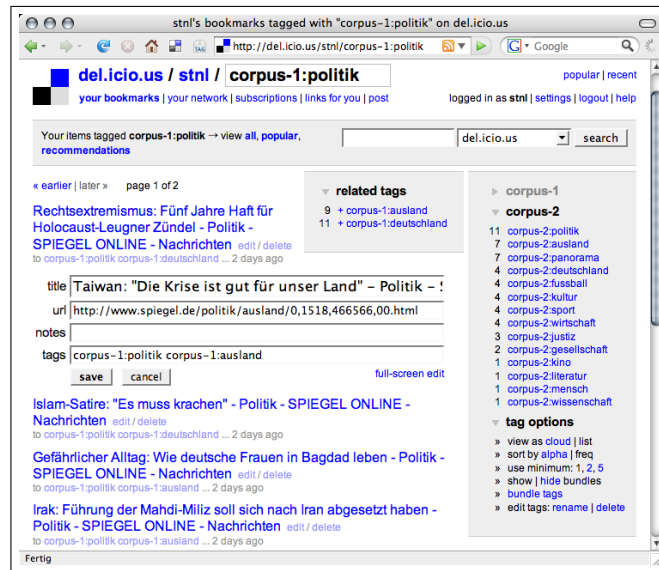 stnl's bookmarks tagged with "corpus-1:politik" on del.icio.us
http://del.icio.us/stnl/corpus-1:politik
Google
del.icio.us / stnl / corpus-1:politik
popular | recent
your bookmarks | your network | subscriptions | links for you | post
logged in as stnl | settings | logout | help
Your items tagged corpus-1:politik → view all, popular,
recommendations
del.icio.us
search
« earlier | later » page 1 of 2
Rechtsextremismus: Fünf Jahre Haft für
Holocaust-Leugner Zündel - Politik -
SPIEGEL ONLINE - Nachrichten edit / delete
to corpus-1:politik corpus-1:deutschland ... 2 days ago
title Taiwan: "Die Krise ist gut für unser Land" – Politik – S
url http://www.spiegel.de/politik/ausland/0,1518,466566,00.html
notes
tags corpus-1:politik corpus-1:ausland
save cancel full-screen edit
Islam-Satire: "Es muss krachen" - Politik - SPIEGEL ONLINE -
Nachrichten edit / delete
to corpus-1:politik corpus-1:deutschland ... 2 days ago
Gefährlicher Alltag: Wie deutsche Frauen in Bagdad leben - Politik -
SPIEGEL ONLINE - Nachrichten edit / delete
to corpus-1:politik corpus-1:ausland ... 2 days ago
Irak: Führung der Mahdi-Miliz soll sich nach Iran abgesetzt haben -
Politik - SPIEGEL ONLINE - Nachrichten edit / delete
to corpus-1:politik corpus-1:ausland ... 2 days ago
related tags
9 + corpus-1:ausland
11 + corpus-1:deutschland
corpus-1
corpus-2
11 corpus-2:politik
7 corpus-2:ausland
7 corpus-2:panorama
4 corpus-2:deutschland
4 corpus-2:fussball
4 corpus-2:kultur
4 corpus-2:sport
4 corpus-2:wirtschaft
3 corpus-2:justiz
2 corpus-2:gesellschaft
1 corpus-2:kino
1 corpus-2:literatur
1 corpus-2:mensch
1 corpus-2:wissenschaft
tag options
» view as cloud | list
» sort by alpha | freq
» use minimum: 1, 2, 5
» show | hide bundles
» bundle tags
» edit tags: rename | delete
Fertig